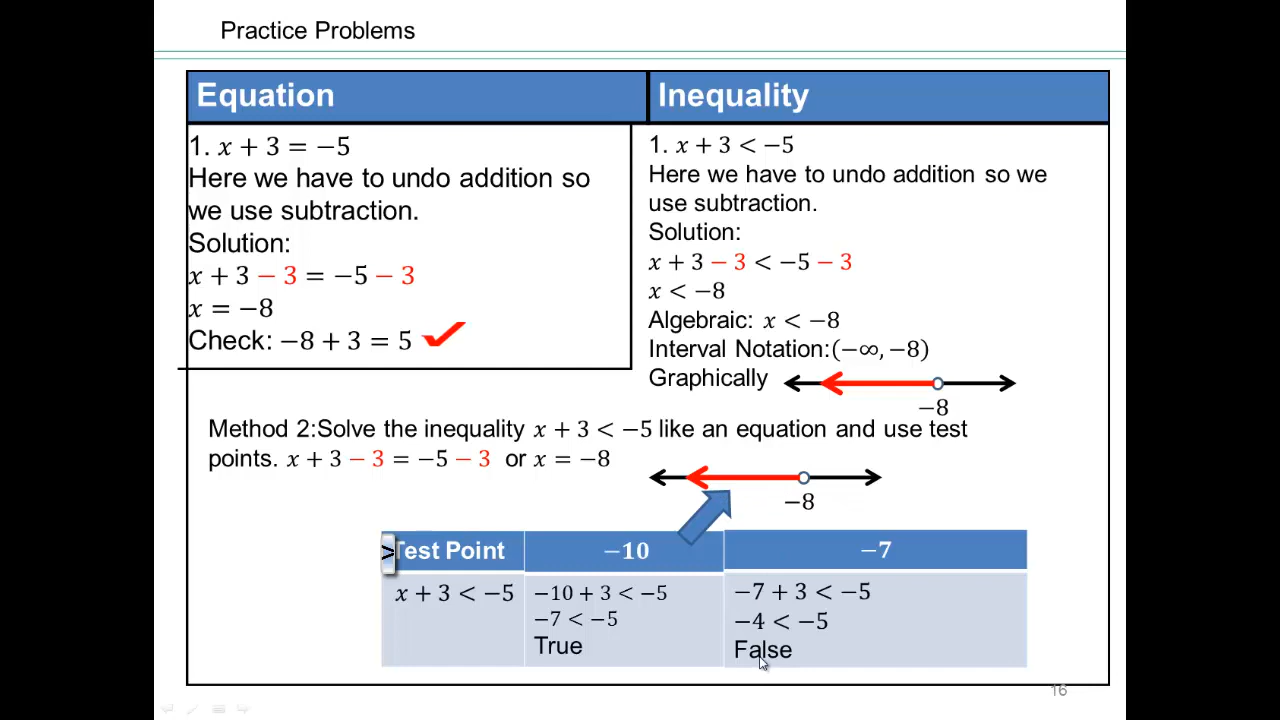 Practice Problems
Equation
1. x + 3 = −5
Here we have to undo addition so
we use subtraction.
Solution:
x + 3 − 3 = −5 − 3
x = −8
Check: −8 + 3 = 5
Inequality
1. x + 3 < −5
Here we have to undo addition so we
use subtraction.
Solution:
x + 3 − 3 < −5 − 3
x < −8
Algebraic: x < −8
Interval Notation:(−∞, −8)
Graphically
−8
Method 2:Solve the inequality x + 3 < −5 like an equation and use test
points. x + 3 − 3 = −5 − 3 or x = −8
−8
>
Test Point −10 −7
x + 3 < −5
−10 + 3 < −5
−7 < −5
True
−7 + 3 < −5
−4 < −5
False
16